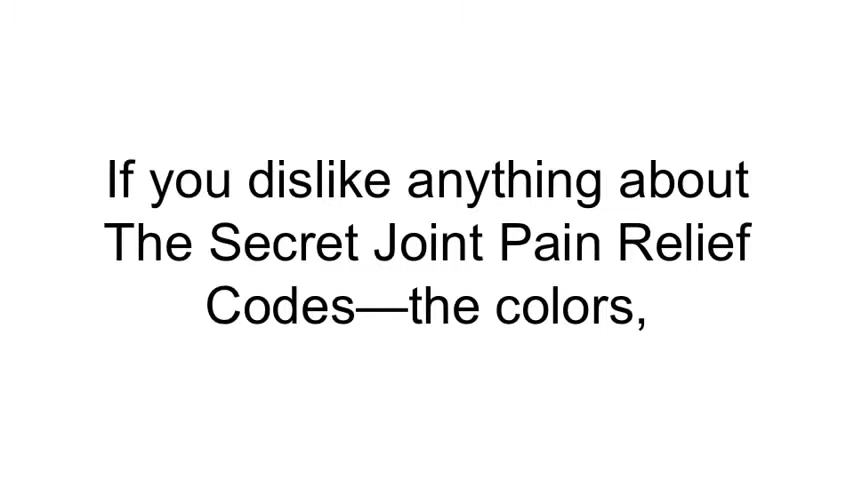 If you dislike anything about
The Secret Joint Pain Relief
Codes—the colors,